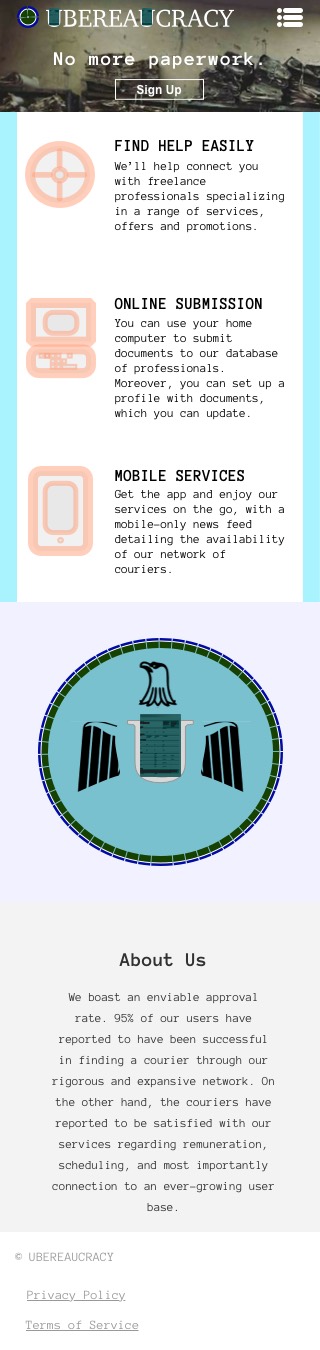 UBEREAUCRACY
No more paperwork.
Sign Up
FIND HELP EASILY
We’ll help connect you
with freelance
professionals specializing
in a range of services,
offers and promotions.
ONLINE SUBMISSION
You can use your home
computer to submit
documents to our database
of professionals.
Moreover, you can set up a
profile with documents,
which you can update.
MOBILE SERVICES
Get the app and enjoy our
services on the go, with a
mobile-only news feed
detailing the availability
of our network of
couriers.
About Us
We boast an enviable approval
rate. 95% of our users have
reported to have been successful
in finding a courier through our
rigorous and expansive network. On
the other hand, the couriers have
reported to be satisfied with our
services regarding remuneration,
scheduling, and most importantly
connection to an ever-growing user
base.
© UBEREAUCRACY
Privacy Policy
Terms of Service